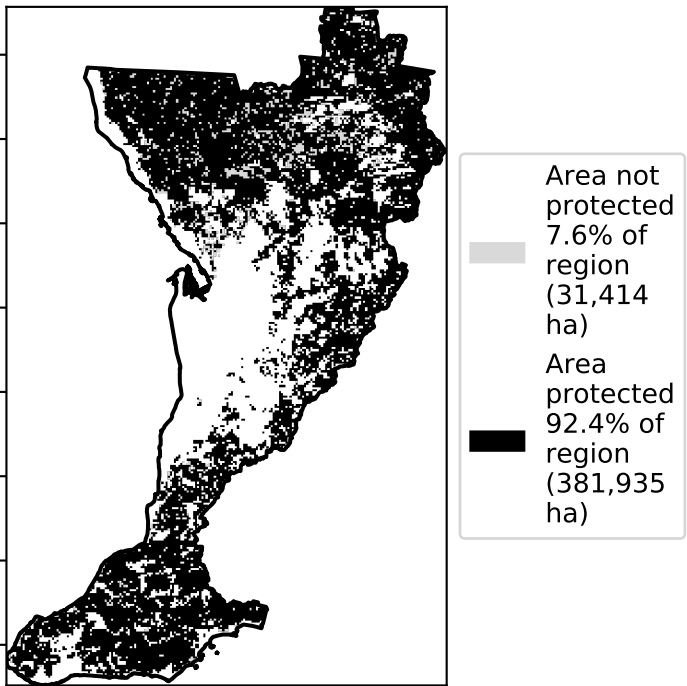 Area not
protected
7.6% of
region
(31,414
ha)
Area
protected
92.4% of
region
(381,935
ha)